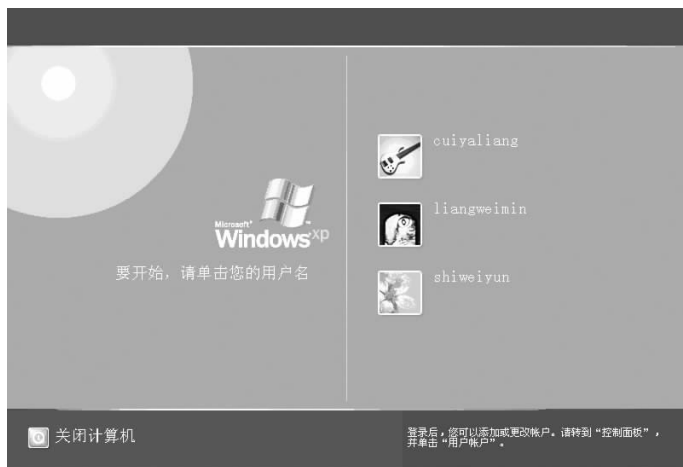 Microsoft®
Windows xp
要开始，请单击您的用户名
cuiyaliang
liangweimin
shiweiyun
关闭计算机
登录后，您可以添加或更改帐户。请转到“控制面板”，
并单击“用户帐户”。